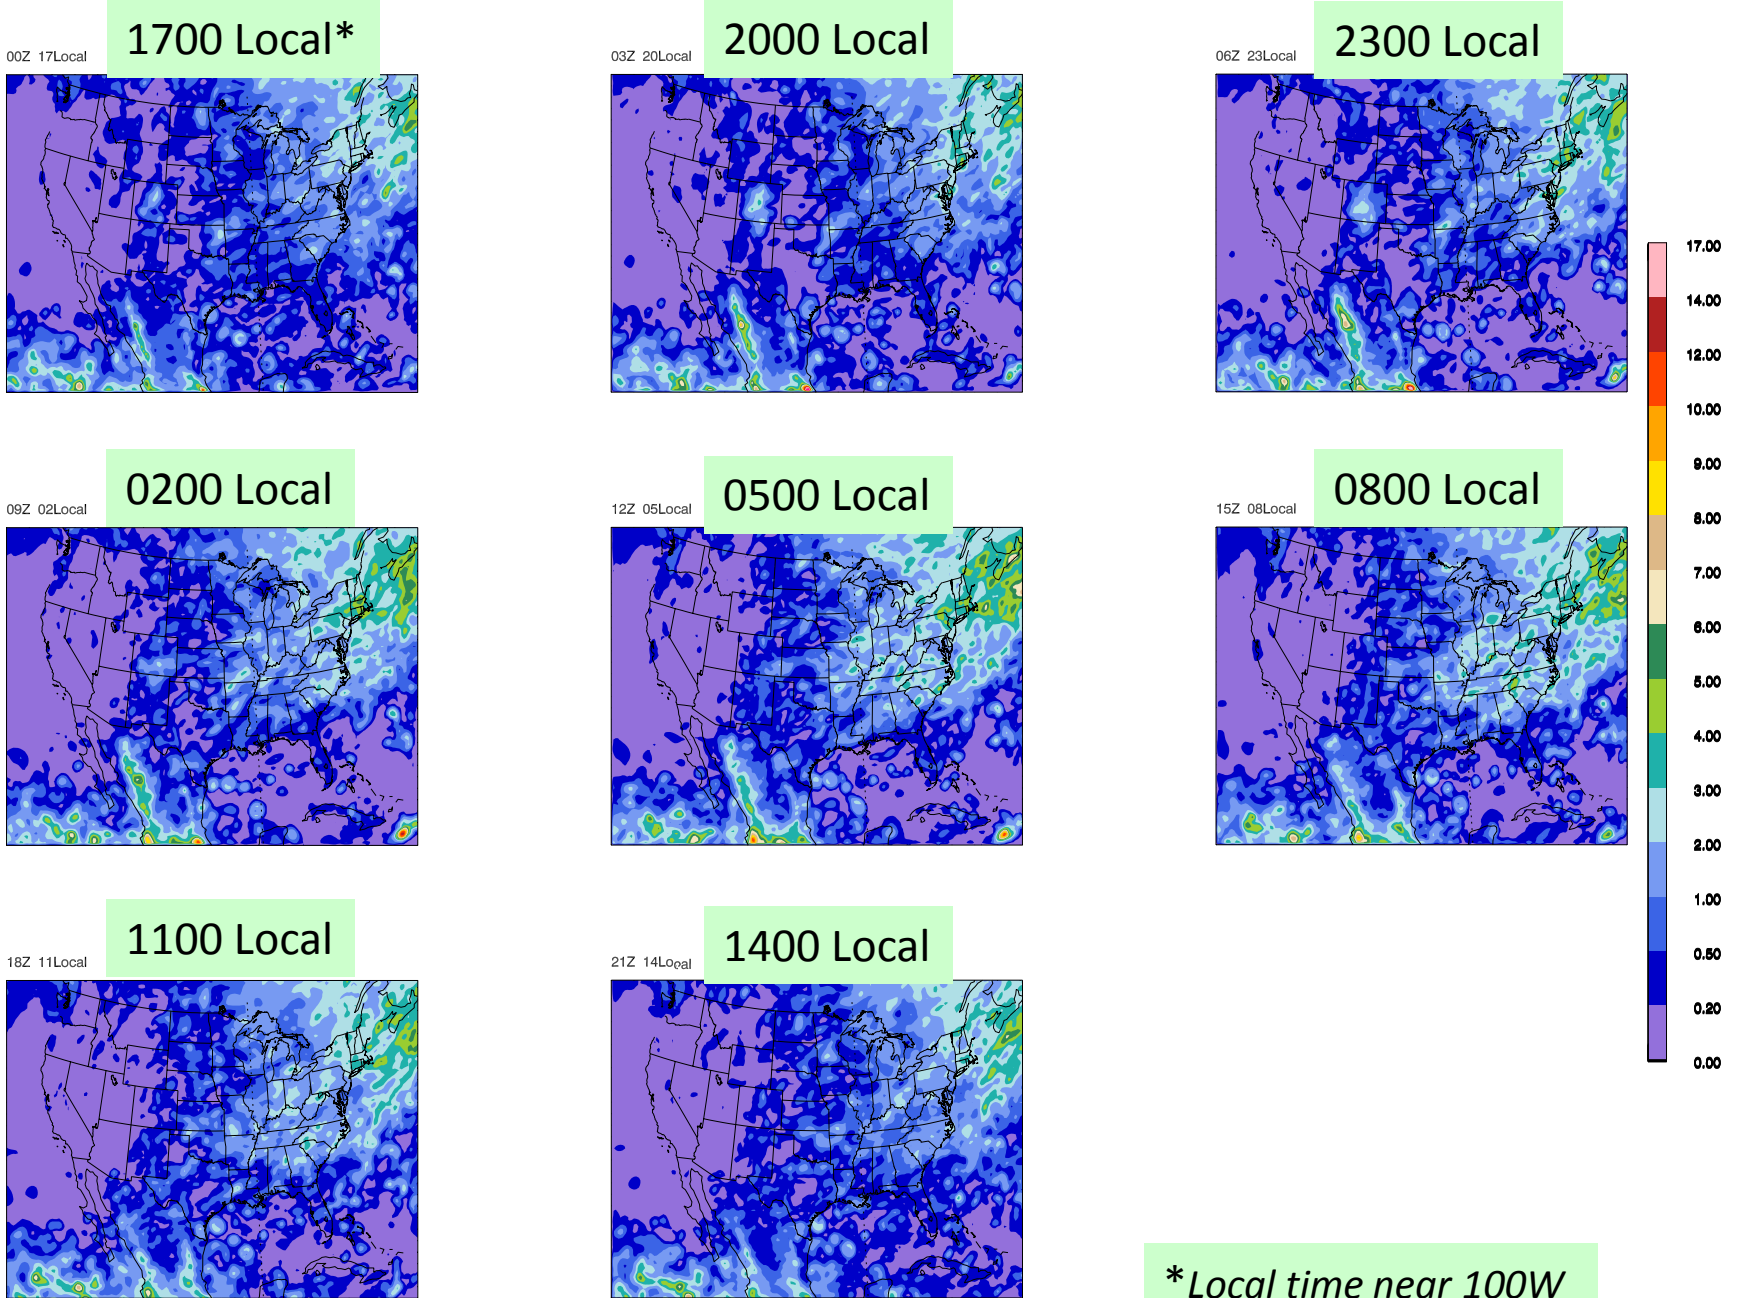 1700 Local*
2000 Local
2300 Local
00Z 17Local
03Z 20Local
06Z 23Local
17.00
14.00
12.00
10.00
9.00
8.00
7.00
6.00
5.00
4.00
3.00
2.00
1.00
0.50
0.20
0.00
0200 Local
0500 Local
0800 Local
09Z 02Local
12Z 05Local
15Z 08Local
1100 Local
1400 Local
18Z 11Local
21Z 14Local
*Local time near 100W